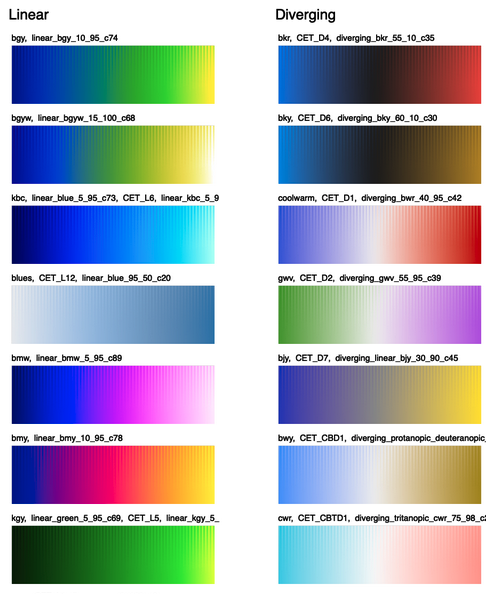 Linear
bgy, linear_bgy_10_95_c74
bgyw, linear_bgyw_15_100_c68
kbc, linear_blue_5_95_c73, CET_L6, linear_kbc_5_9
blues, CET_L12, linear_blue_95_50_c20
bmw, linear_bmw_5_95_c89
bmy, linear_bmy_10_95_c78
kgy, linear_green_5_95_c69, CET_L5, linear_kgy_5_
Diverging
bkr, CET_D4, diverging_bkr_55_10_c35
bky, CET_D6, diverging_bky_60_10_c30
coolwarm, CET_D1, diverging_bwr_40_95_c42
gwv, CET_D2, diverging_gwv_55_95_c39
bjy, CET_D7, diverging_linear_bjy_30_90_c45
bwy, CET_CBD1, diverging_protanopic_deuteranopic_
cwr, CET_CBTD1, diverging_tritanopic_cwr_75_98_c2